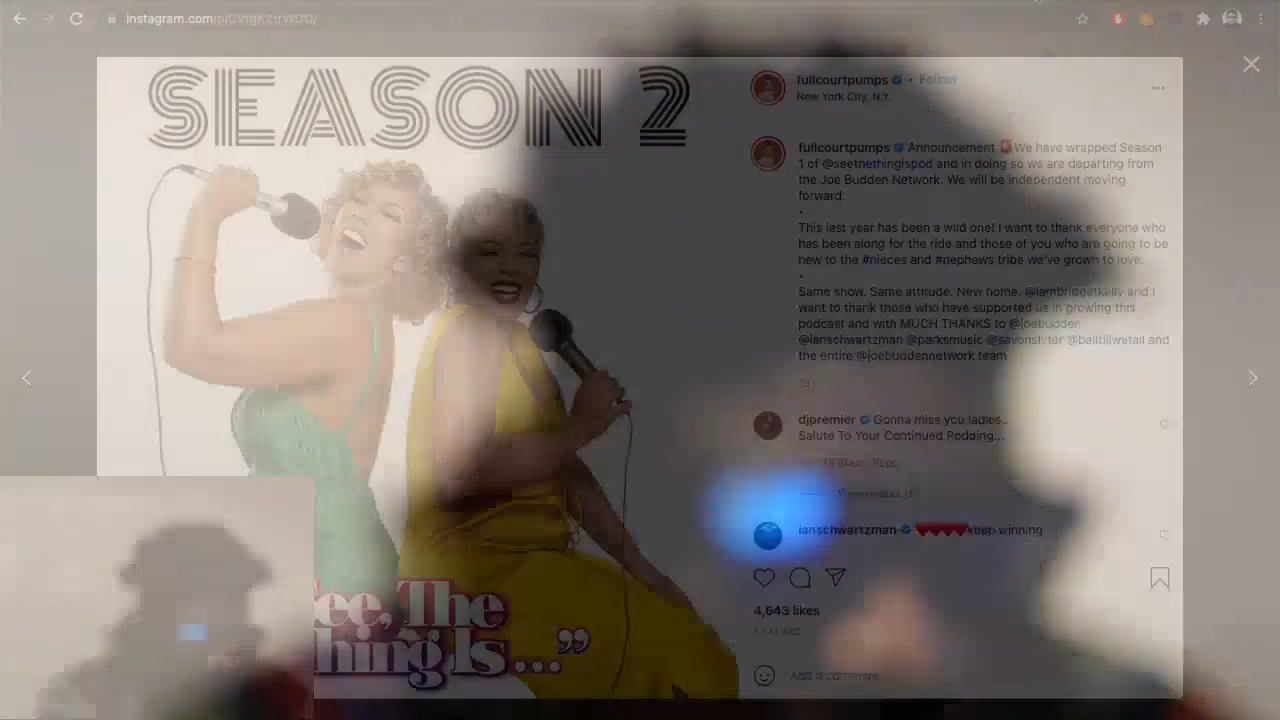 instagram.com/p/CVfgKZtrWDQ/
SEASON 2
fullcourtpumps • Follow
New York City, N.Y.
fullcourtpumps Announcement 🚨We have wrapped Season
1 of @seethethingispod and in doing so we are departing from
the Joe Budden Network. We will be independent moving
forward.
•
This last year has been a wild one! I want to thank everyone who
has been along for the ride and those of you who are going to be
new to the #nieces and #nephews tribe we've grown to love.
•
Same show. Same attitude. New home. @iambridgetkelly and I
want to thank those who have supported us in growing this
podcast and with MUCH THANKS to @joebudden
@ianschwartzman @parksmusic @balltillwefall and
the entire @joebuddennetwork team
djpremier Gonna miss you ladies..
Salute To Your Continued Podding...
ianschwartzman ❤️❤️❤️❤️keep winning
4,643 likes
Add a comment
ee, The
hing Is...”